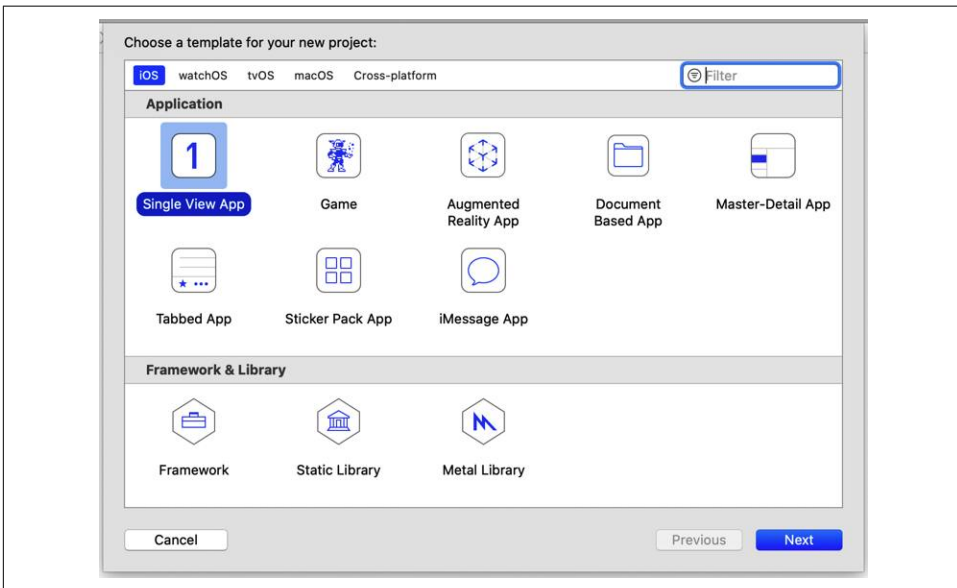 Choose a template for your new project:
iOS watchOS tvOS macOS Cross-platform Filter
Application
1
Single View App Game Augmented Reality App Document Based App Master-Detail App
Tabbed App Sticker Pack App iMessage App
Framework & Library
Framework Static Library Metal Library
Cancel Previous Next